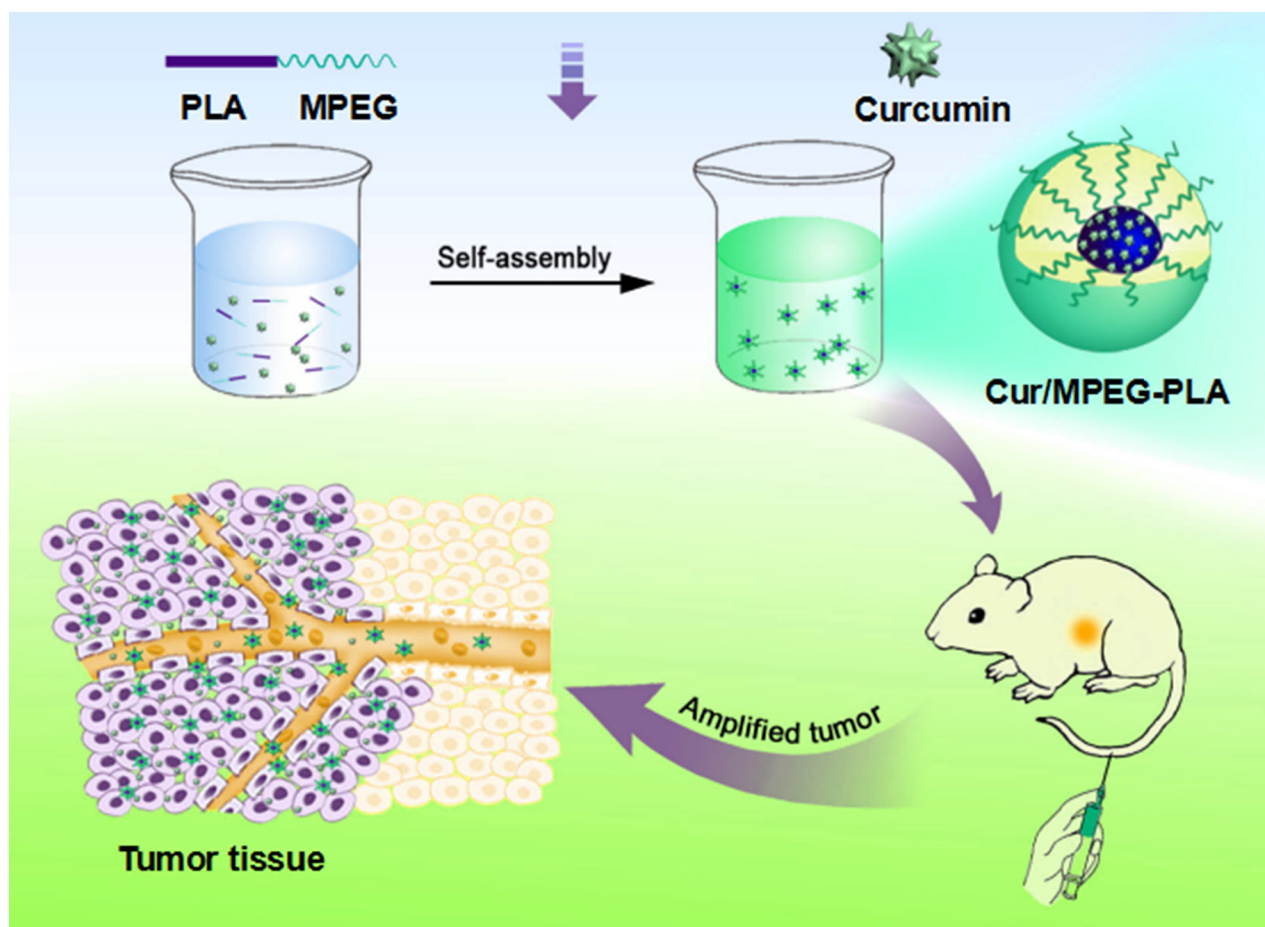 PLA MPEG
Curcumin
Self-assembly
Cur/MPEG-PLA
Amplified tumor
Tumor tissue